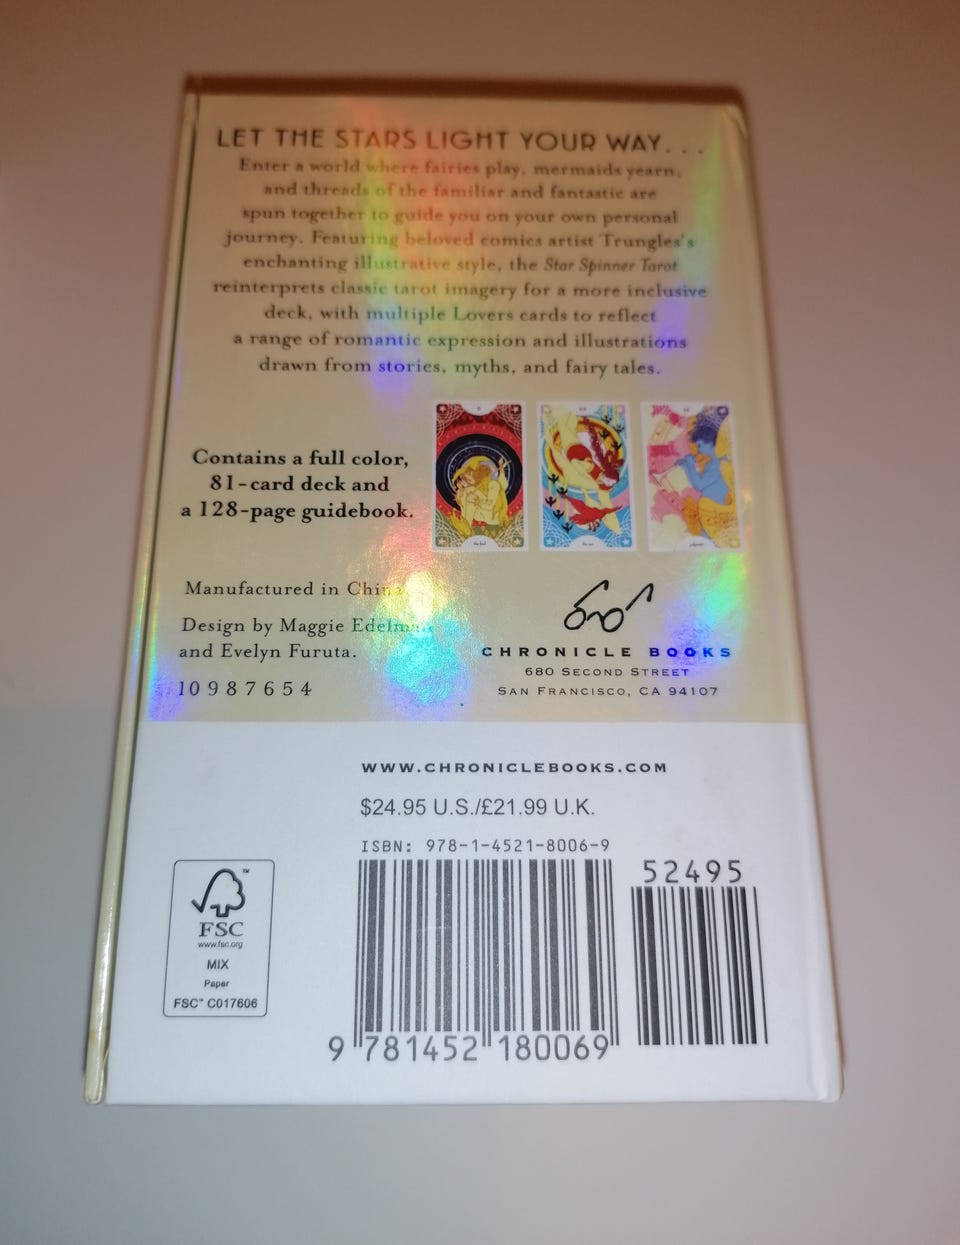 LET THE STARS LIGHT YOUR WAY. . .
Enter a world where fairies play, mermaids yearn,
and threads of the familiar and fantastic are
spun together to guide you on your own personal
journey. Featuring beloved comics artist Trungles's
enchanting illustrative style, the Star Spinner Tarot
reinterprets classic tarot imagery for a more inclusive
deck, with multiple Lovers cards to reflect
a range of romantic expression and illustrations
drawn from stories, myths, and fairy tales.
Contains a full color,
81-card deck and
a 128-page guidebook.
Manufactured in China
Design by Maggie Edelman
and Evelyn Furuta.
10 9 8 7 6 5 4
CHRONICLE BOOKS
680 SECOND STREET
SAN FRANCISCO, CA 94107
WWW.CHRONICLEBOOKS.COM
$24.95 U.S./£21.99 U.K.
ISBN: 978-1-4521-8006-9
52495
9 781452 180069
FSC™
www.fsc.org
MIX
Paper
FSC™ C017606